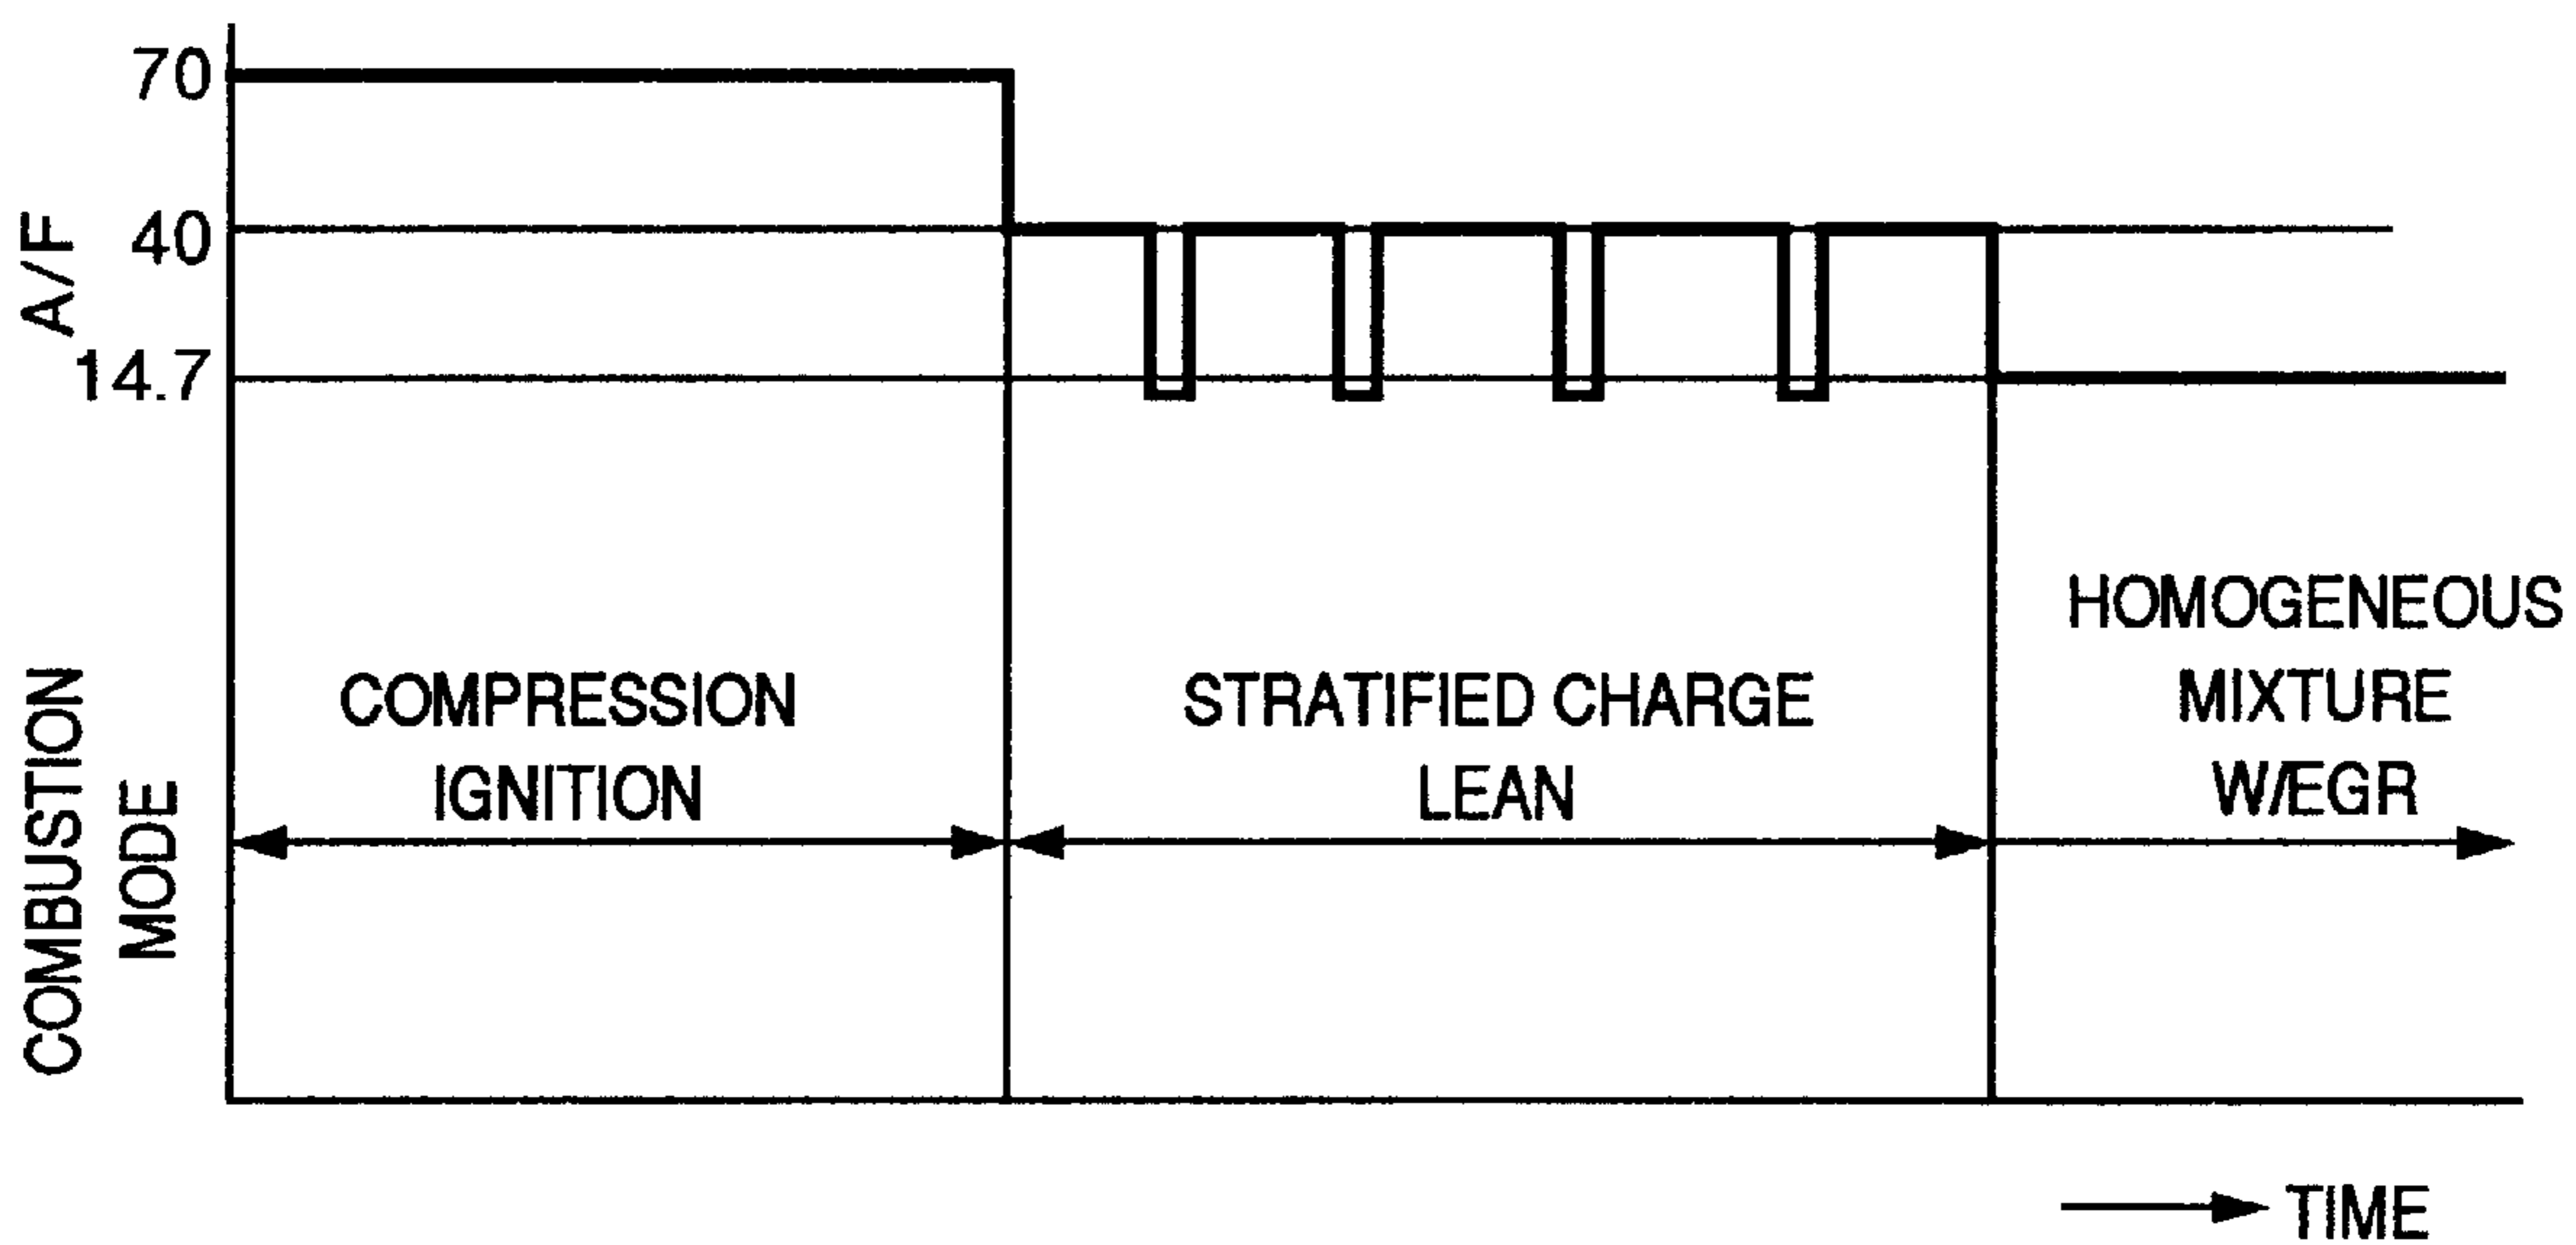 70
40
14.7
A/F
COMBUSTION
MODE
COMPRESSION
IGNITION
STRATIFIED CHARGE
LEAN
HOMOGENEOUS
MIXTURE
W/EGR
TIME